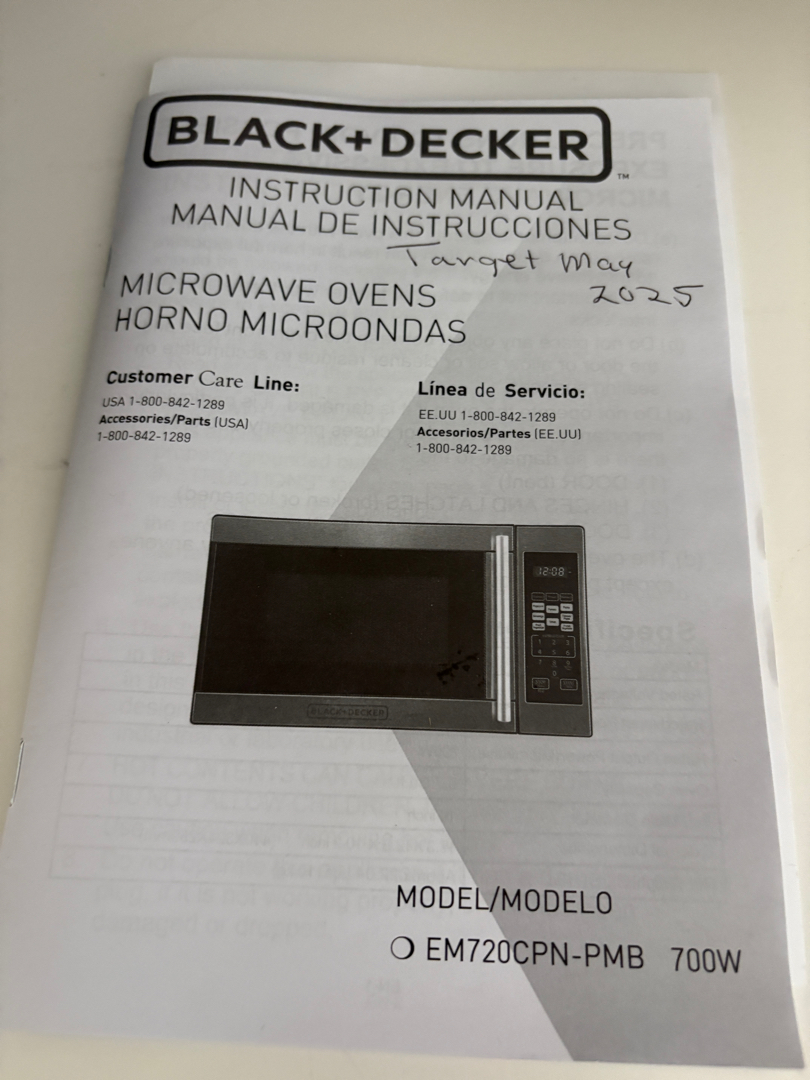 BLACK+DECKER™
INSTRUCTION MANUAL
MANUAL DE INSTRUCCIONES
Target May
2025
MICROWAVE OVENS
HORNO MICROONDAS
Customer Care Line:
USA 1-800-842-1289
Accessories/Parts (USA)
1-800-842-1289
Línea de Servicio:
EE.UU 1-800-842-1289
Accesorios/Partes (EE.UU)
1-800-842-1289
12:08
BLACK+DECKER
MODEL/MODELO
EM720CPN-PMB 700W